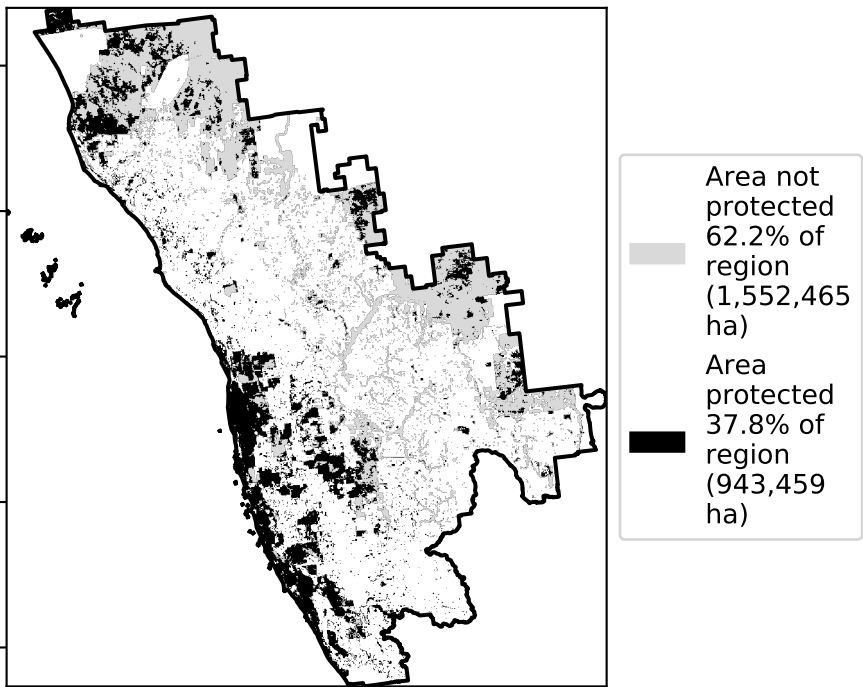 Area not
protected
62.2% of
region
(1,552,465
ha)
Area
protected
37.8% of
region
(943,459
ha)